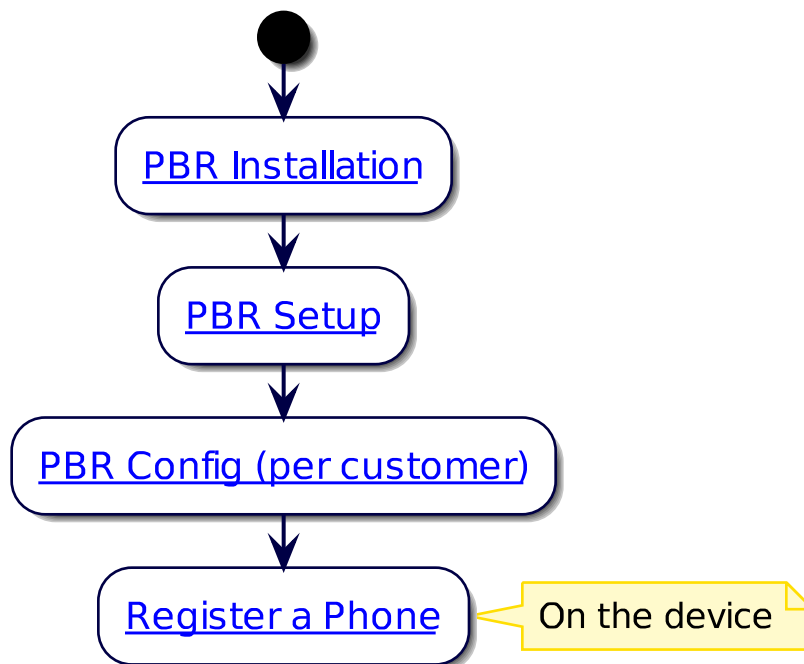 PBR Installation
PBR Setup
PBR Config (per customer)
Register a Phone
On the device